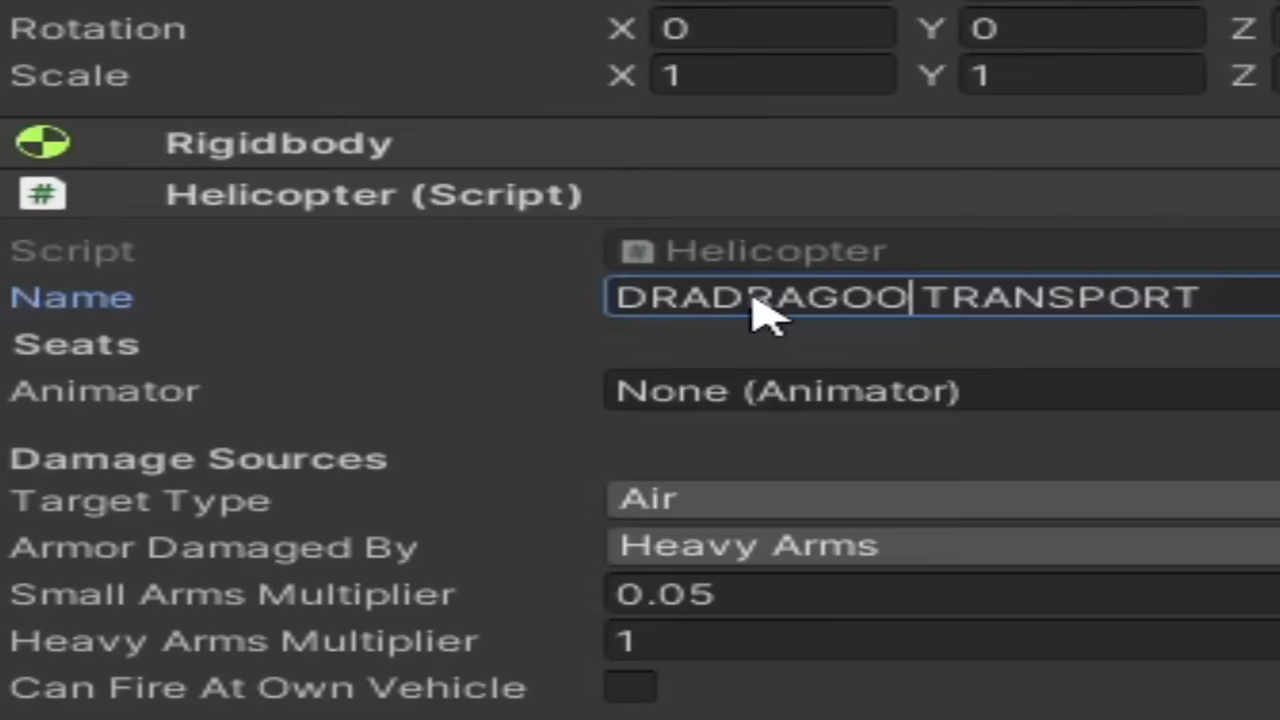 Rotation X 0 Y 0 Z
Scale X 1 Y 1 Z
Rigidbody
# Helicopter (Script)
Script # Helicopter
Name DRADRAGOO TRANSPORT
Seats
Animator None (Animator)
Damage Sources
Target Type Air
Armor Damaged By Heavy Arms
Small Arms Multiplier 0.05
Heavy Arms Multiplier 1
Can Fire At Own Vehicle